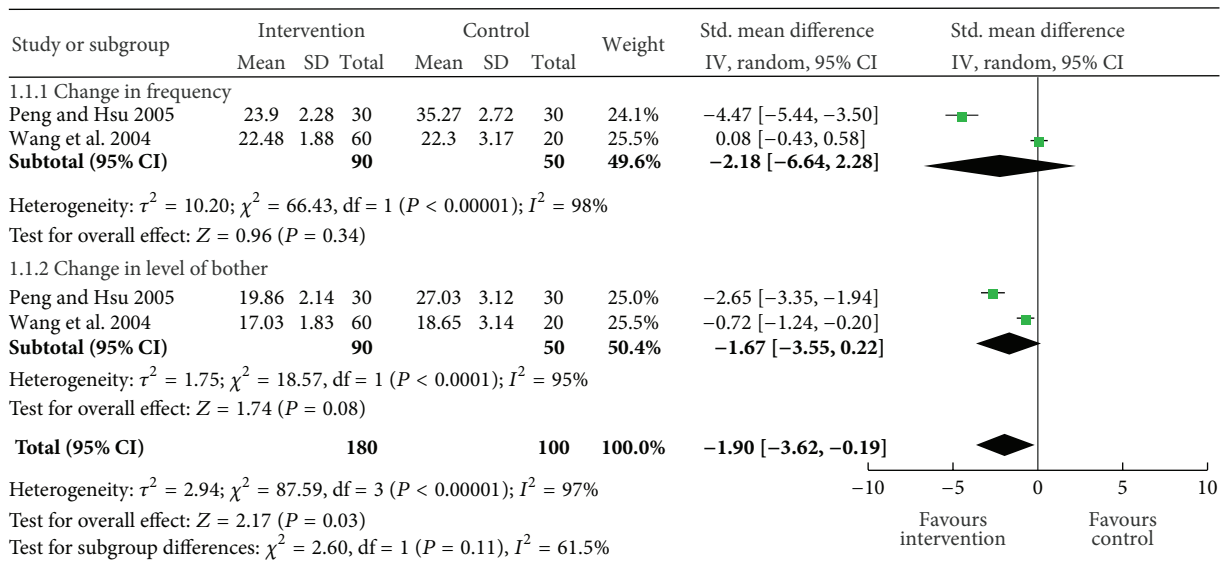 Study or subgroup Intervention Control Weight Std. mean difference Std. mean difference
Mean SD Total Mean SD Total IV, random, 95% CI IV, random, 95% CI
1.1.1 Change in frequency
Peng and Hsu 2005 23.9 2.28 30 35.27 2.72 30 24.1% −4.47 [−5.44, −3.50]
Wang et al. 2004 22.48 1.88 60 22.3 3.17 20 25.5% 0.08 [−0.43, 0.58]
Subtotal (95% CI) 90 50 49.6% −2.18 [−6.64, 2.28]
Heterogeneity: τ² = 10.20; χ² = 66.43, df = 1 (P < 0.00001); I² = 98%
Test for overall effect: Z = 0.96 (P = 0.34)
1.1.2 Change in level of bother
Peng and Hsu 2005 19.86 2.14 30 27.03 3.12 30 25.0% −2.65 [−3.35, −1.94]
Wang et al. 2004 17.03 1.83 60 18.65 3.14 20 25.5% −0.72 [−1.24, −0.20]
Subtotal (95% CI) 90 50 50.4% −1.67 [−3.55, 0.22]
Heterogeneity: τ² = 1.75; χ² = 18.57, df = 1 (P < 0.0001); I² = 95%
Test for overall effect: Z = 1.74 (P = 0.08)
Total (95% CI) 180 100 100.0% −1.90 [−3.62, −0.19]
Heterogeneity: τ² = 2.94; χ² = 87.59, df = 3 (P < 0.00001); I² = 97%
Test for overall effect: Z = 2.17 (P = 0.03)
Test for subgroup differences: χ² = 2.60, df = 1 (P = 0.11), I² = 61.5%
−10 −5 0 5 10
Favours intervention
Favours control